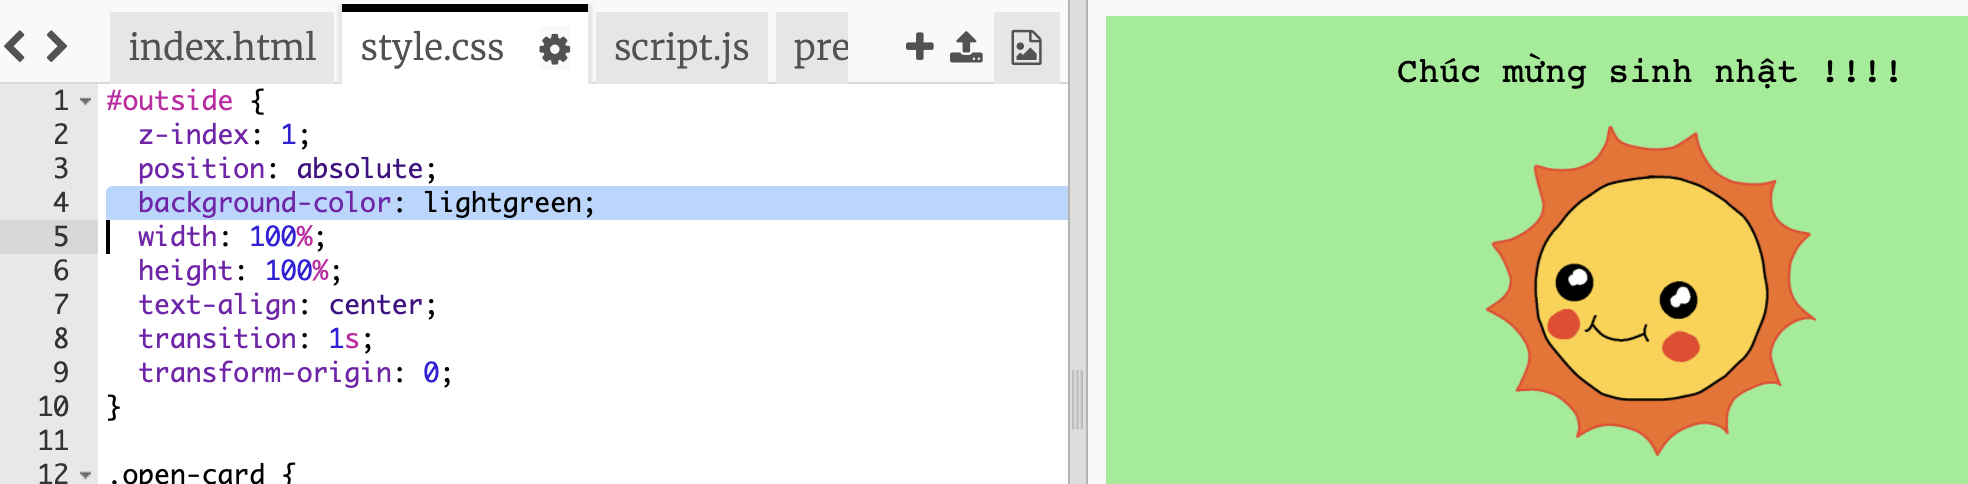 index.html style.css script.js pre
1 #outside {
2 z-index: 1;
3 position: absolute;
4 background-color: lightgreen;
5 width: 100%;
6 height: 100%;
7 text-align: center;
8 transition: 1s;
9 transform-origin: 0;
10 }
11
12 .open-card {
Chúc mừng sinh nhật !!!!